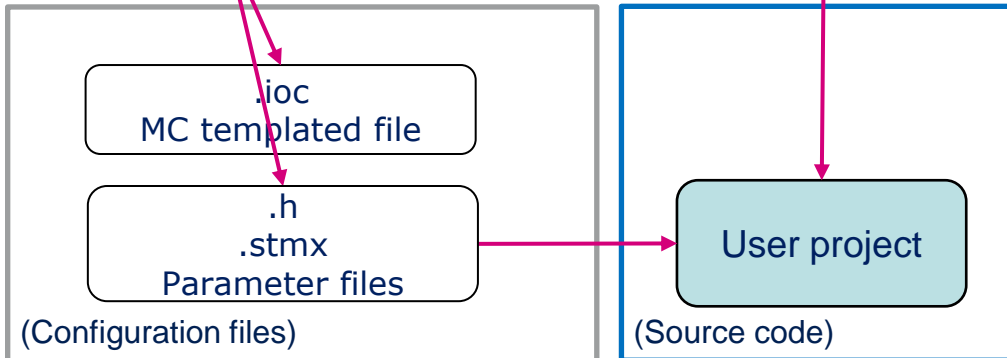 .ioc
MC templated file
.h
.stmx
Parameter files
(Configuration files)
User project
(Source code)